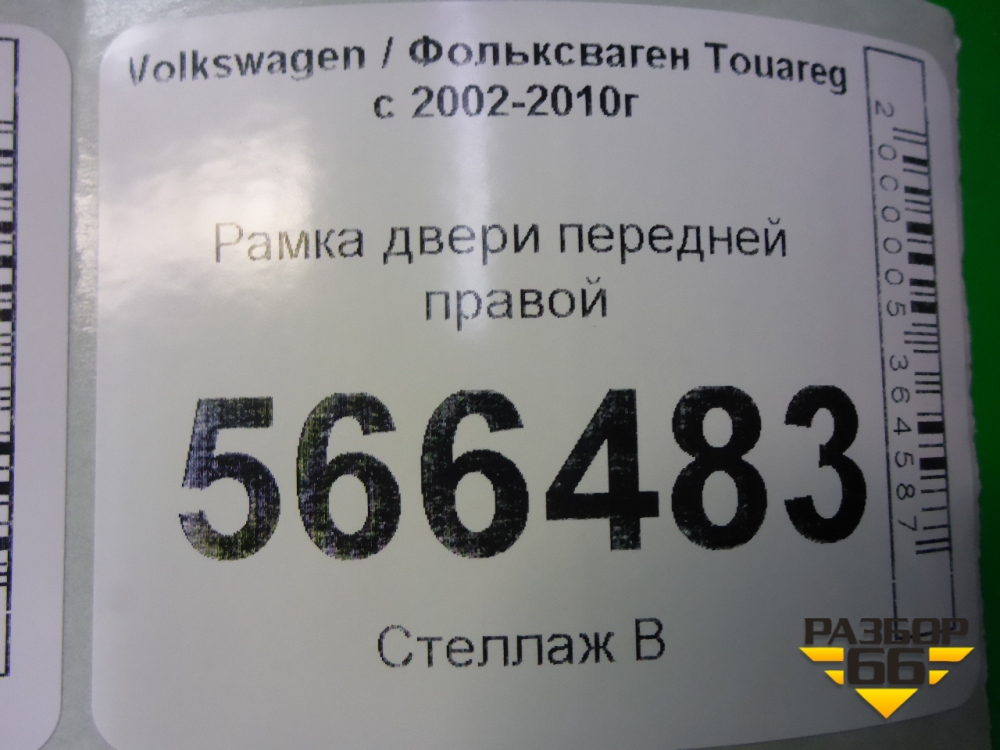 Volkswagen / Фольксваген Touareg
с 2002-2010г
Рамка двери передней
правой
566483
Стеллаж В
2000005364587
РАЗБОР
66